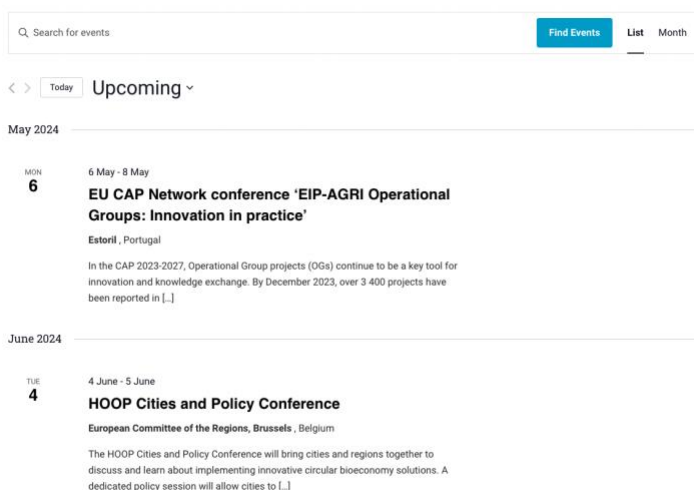 Search for events
Find Events
List
Month
Today
Upcoming
May 2024
MON
6
6 May - 8 May
EU CAP Network conference ‘EIP-AGRI Operational
Groups: Innovation in practice’
Estoril , Portugal
In the CAP 2023-2027, Operational Group projects (OGs) continue to be a key tool for
innovation and knowledge exchange. By December 2023, over 3 400 projects have
been reported in [...]
June 2024
TUE
4
4 June - 5 June
HOOP Cities and Policy Conference
European Committee of the Regions, Brussels , Belgium
The HOOP Cities and Policy Conference will bring cities and regions together to
discuss and learn about implementing innovative circular bioeconomy solutions. A
dedicated policy session will allow cities to [...]